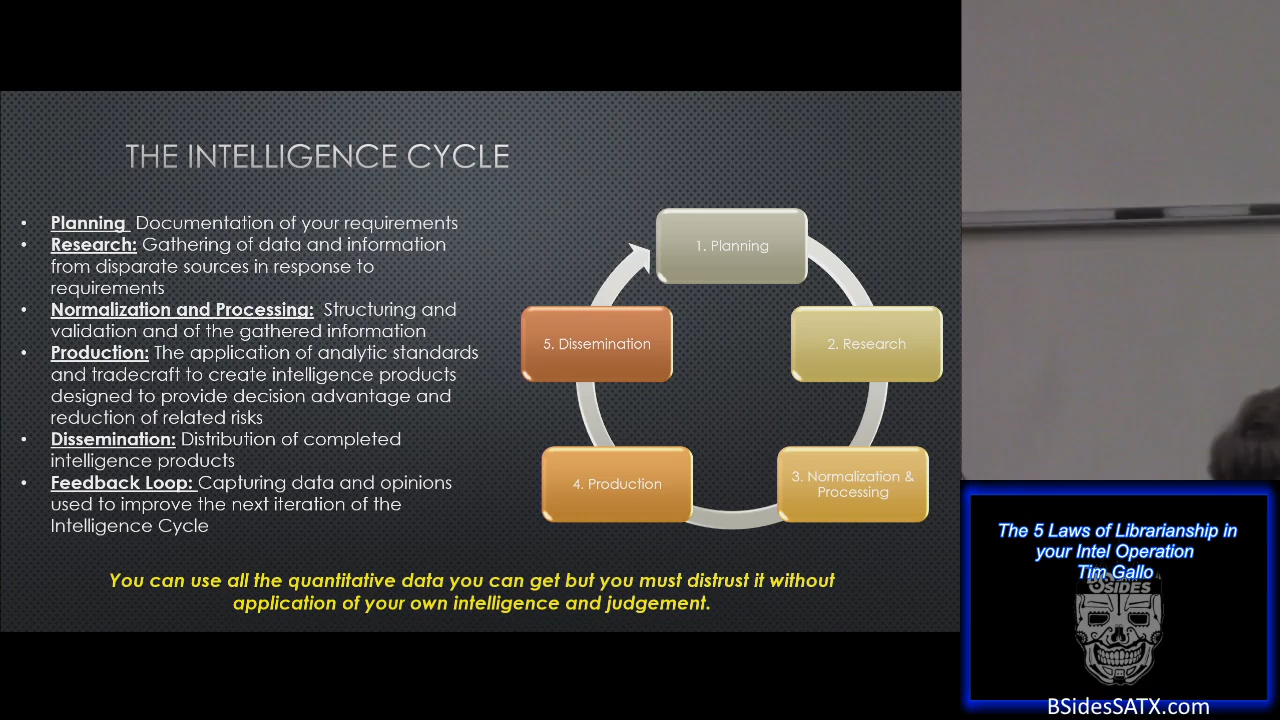 THE INTELLIGENCE CYCLE
• Planning  Documentation of your requirements
• Research: Gathering of data and information
from disparate sources in response to
requirements
• Normalization and Processing:  Structuring and
validation and of the gathered information
• Production: The application of analytic standards
and tradecraft to create intelligence products
designed to provide decision advantage and
reduction of related risks
• Dissemination: Distribution of completed
intelligence products
• Feedback Loop: Capturing data and opinions
used to improve the next iteration of the
Intelligence Cycle
1. Planning
2. Research
3. Normalization &
Processing
4. Production
5. Dissemination
You can use all the quantitative data you can get but you must distrust it without
application of your own intelligence and judgement.
The 5 Laws of Librarianship in
your Intel Operation
Tim Gallo
BSIDES
BSidesSATX.com